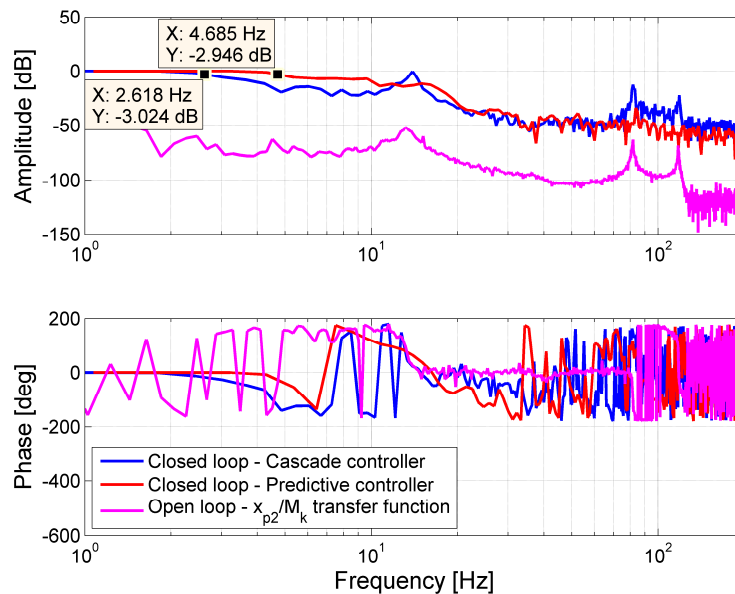 50
0
-50
-100
-150
Amplitude [dB]
X: 4.685 Hz
Y: -2.946 dB
X: 2.618 Hz
Y: -3.024 dB
10^0
10^1
10^2
200
0
-200
-400
-600
Phase [deg]
Closed loop - Cascade controller
Closed loop - Predictive controller
Open loop - x_p2/M_k transfer function
10^0
10^1
10^2
Frequency [Hz]